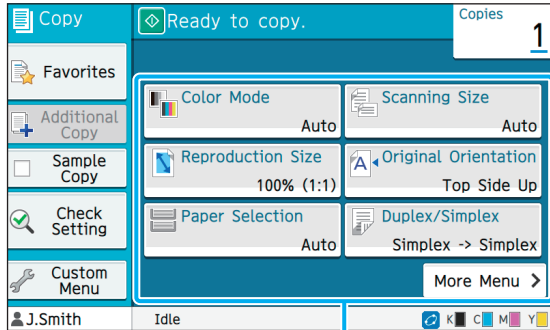 Copy
Ready to copy.
Copies
1
Favorites
Additional
Copy
Sample
Copy
Check
Setting
Custom
Menu
Color Mode
Auto
Scanning Size
Auto
Reproduction Size
100% (1:1)
Original Orientation
Top Side Up
Paper Selection
Auto
Duplex/Simplex
Simplex -> Simplex
More Menu >
J.Smith
Idle
K C M Y